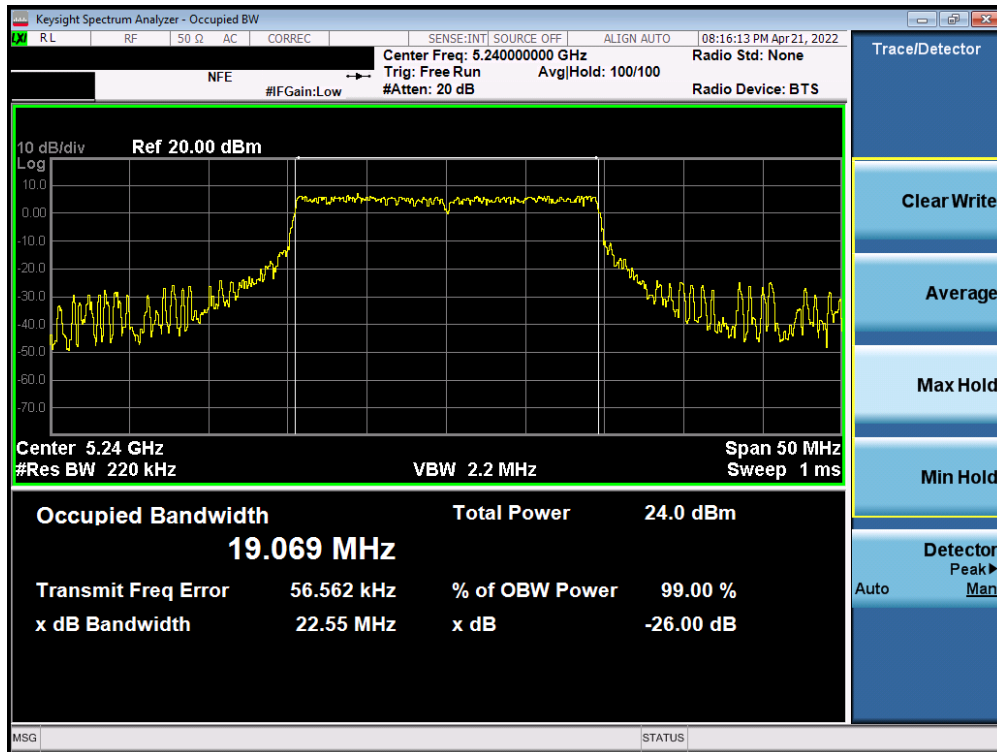 Keysight Spectrum Analyzer - Occupied BW
LXI RL RF 50 Ω AC CORREC SENSE:INT SOURCE OFF ALIGN AUTO 08:16:13 PM Apr 21, 2022
Center Freq: 5.240000000 GHz Radio Std: None
NFE Trig: Free Run Avg|Hold: 100/100
#IFGain:Low #Atten: 20 dB Radio Device: BTS
Trace/Detector
10 dB/div Ref 20.00 dBm
Log
10.0
0.00
-10.0
-20.0
-30.0
-40.0
-50.0
-60.0
-70.0
Center 5.24 GHz Span 50 MHz
#Res BW 220 kHz VBW 2.2 MHz Sweep 1 ms
Occupied Bandwidth Total Power 24.0 dBm
19.069 MHz
Transmit Freq Error 56.562 kHz % of OBW Power 99.00 %
x dB Bandwidth 22.55 MHz x dB -26.00 dB
Clear Write
Average
Max Hold
Min Hold
Detector
Peak▶
Auto Man
MSG STATUS